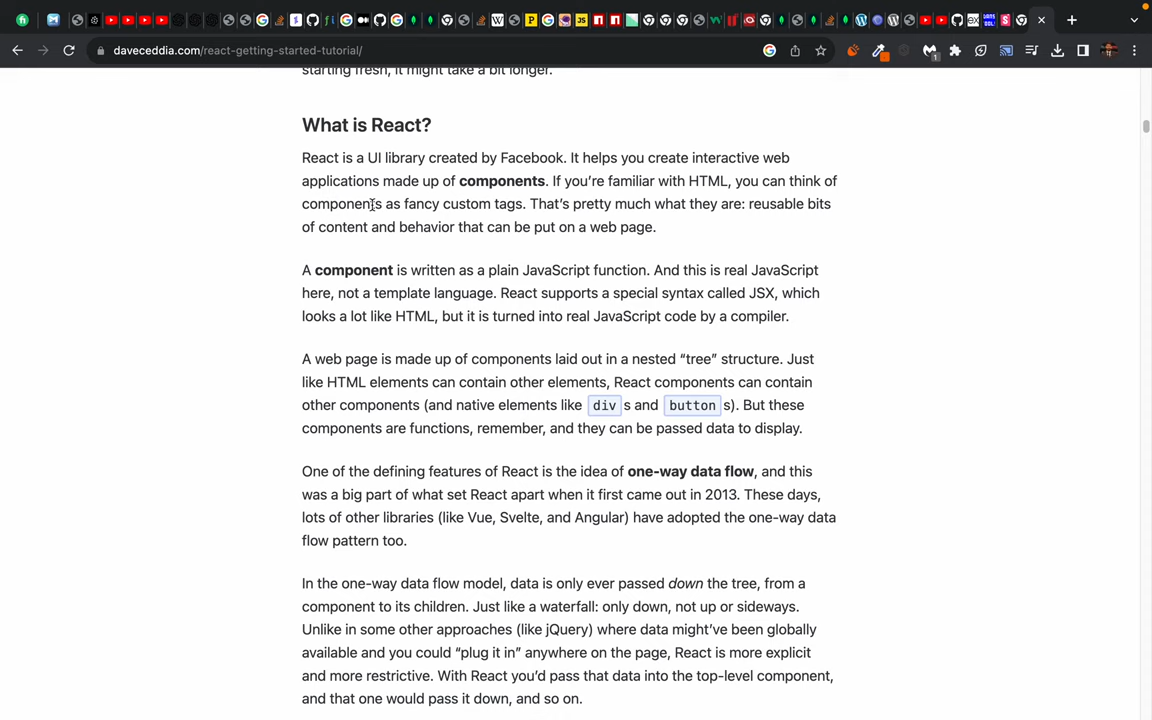 daveceddia.com/react-getting-started-tutorial/
starting fresh, it might take a bit longer.
What is React?
React is a UI library created by Facebook. It helps you create interactive web
applications made up of components. If you’re familiar with HTML, you can think of
components as fancy custom tags. That’s pretty much what they are: reusable bits
of content and behavior that can be put on a web page.
A component is written as a plain JavaScript function. And this is real JavaScript
here, not a template language. React supports a special syntax called JSX, which
looks a lot like HTML, but it is turned into real JavaScript code by a compiler.
A web page is made up of components laid out in a nested “tree” structure. Just
like HTML elements can contain other elements, React components can contain
other components (and native elements like div s and button s). But these
components are functions, remember, and they can be passed data to display.
One of the defining features of React is the idea of one-way data flow, and this
was a big part of what set React apart when it first came out in 2013. These days,
lots of other libraries (like Vue, Svelte, and Angular) have adopted the one-way data
flow pattern too.
In the one-way data flow model, data is only ever passed down the tree, from a
component to its children. Just like a waterfall: only down, not up or sideways.
Unlike in some other approaches (like jQuery) where data might’ve been globally
available and you could “plug it in” anywhere on the page, React is more explicit
and more restrictive. With React you’d pass that data into the top-level component,
and that one would pass it down, and so on.